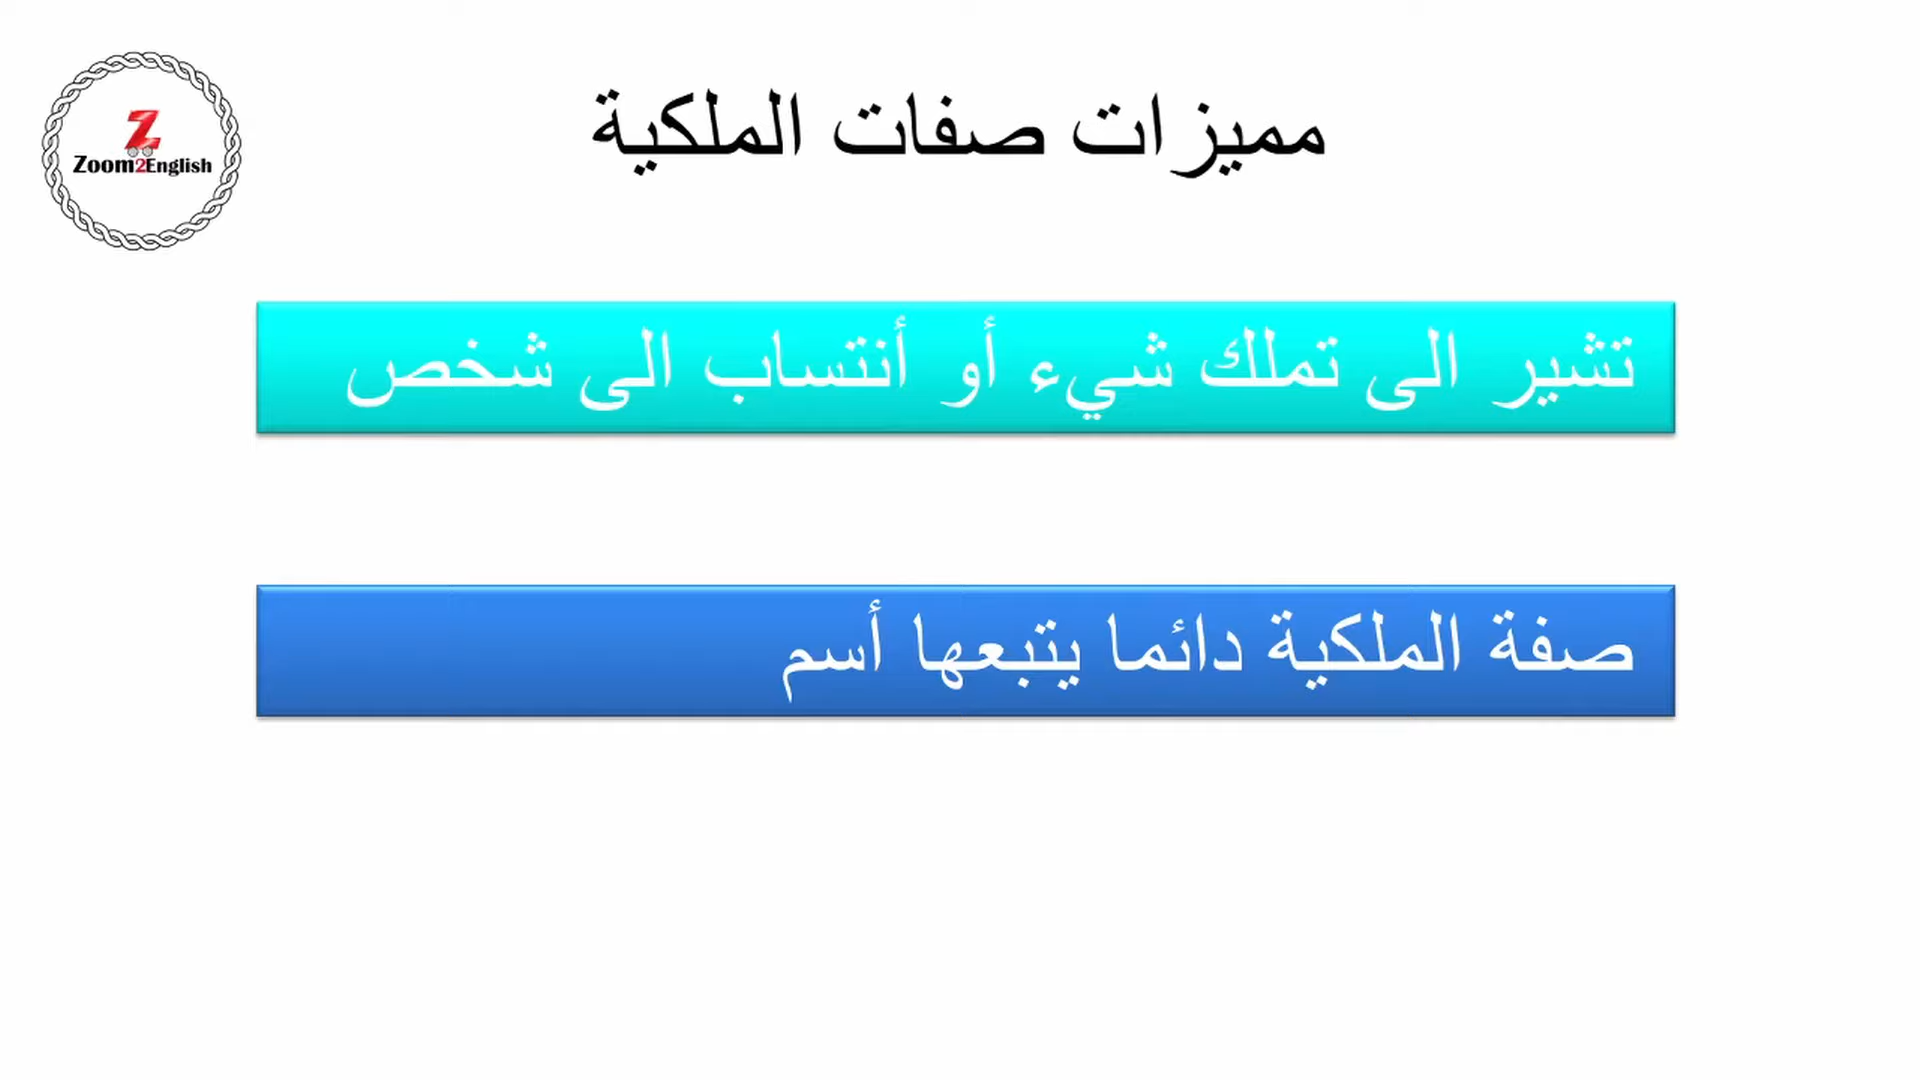 مميزات صفات الملكية
Z
Zoom2English
تشير الى تملك شيء أو أنتساب الى شخص
صفة الملكية دائما يتبعها أسم